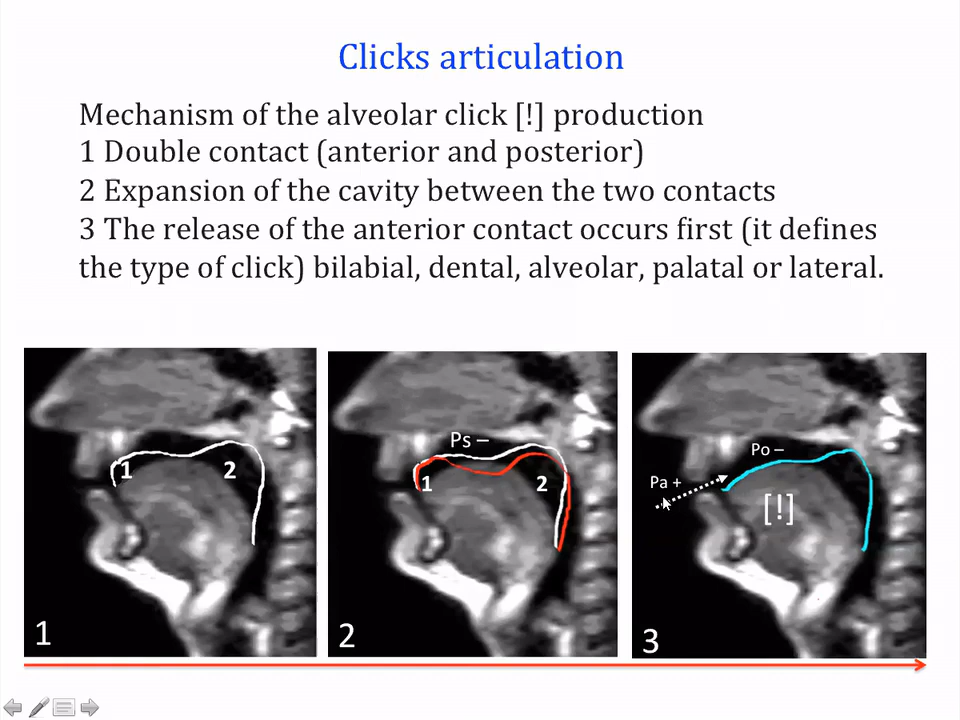 Clicks articulation
Mechanism of the alveolar click [!] production
1 Double contact (anterior and posterior)
2 Expansion of the cavity between the two contacts
3 The release of the anterior contact occurs first (it defines
the type of click) bilabial, dental, alveolar, palatal or lateral.
1 2
1
Ps –
1 2
2
Po –
Pa +
[!]
3